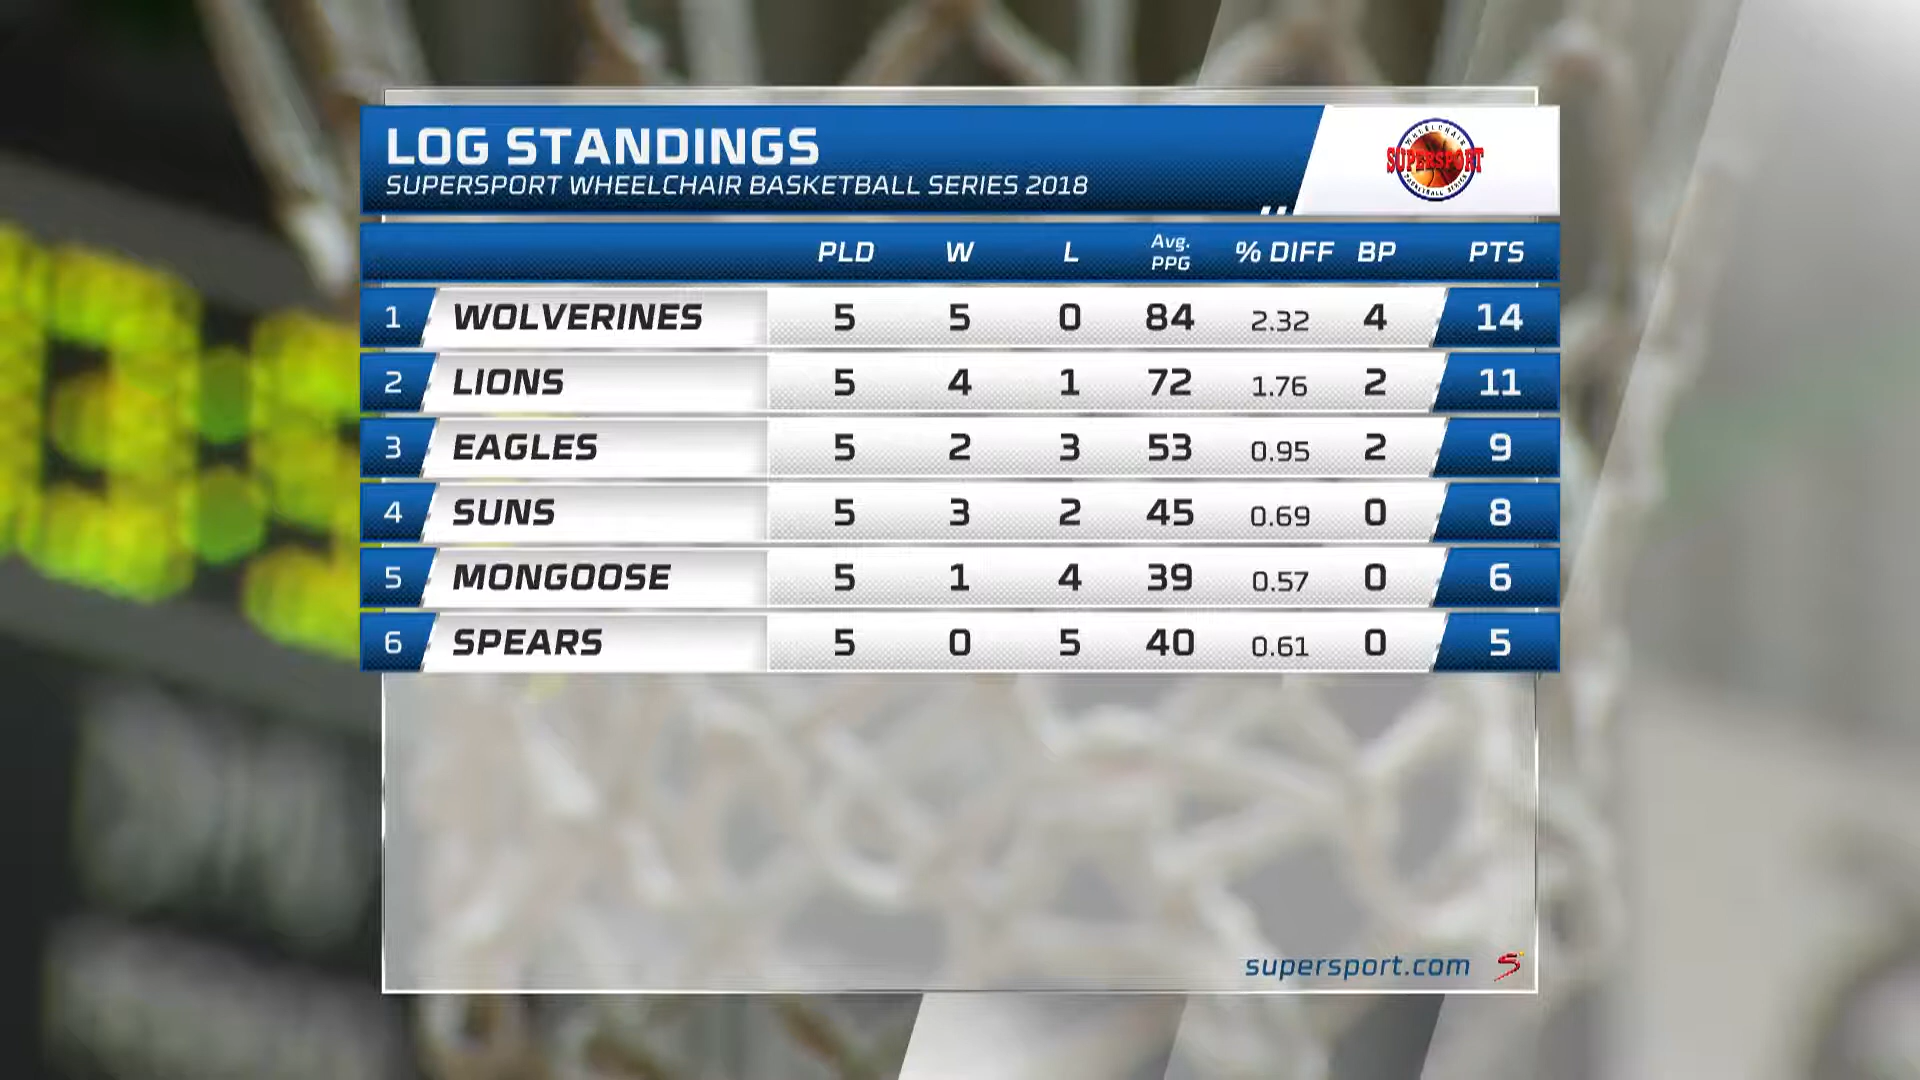 LOG STANDINGS
SUPERSPORT WHEELCHAIR BASKETBALL SERIES 2018
WHEELCHAIR
SUPERSPORT
BASKETBALL SERIES
PLD W L Avg. PPG % DIFF BP PTS
1 WOLVERINES 5 5 0 84 2.32 4 14
2 LIONS 5 4 1 72 1.76 2 11
3 EAGLES 5 2 3 53 0.95 2 9
4 SUNS 5 3 2 45 0.69 0 8
5 MONGOOSE 5 1 4 39 0.57 0 6
6 SPEARS 5 0 5 40 0.61 0 5
supersport.com S